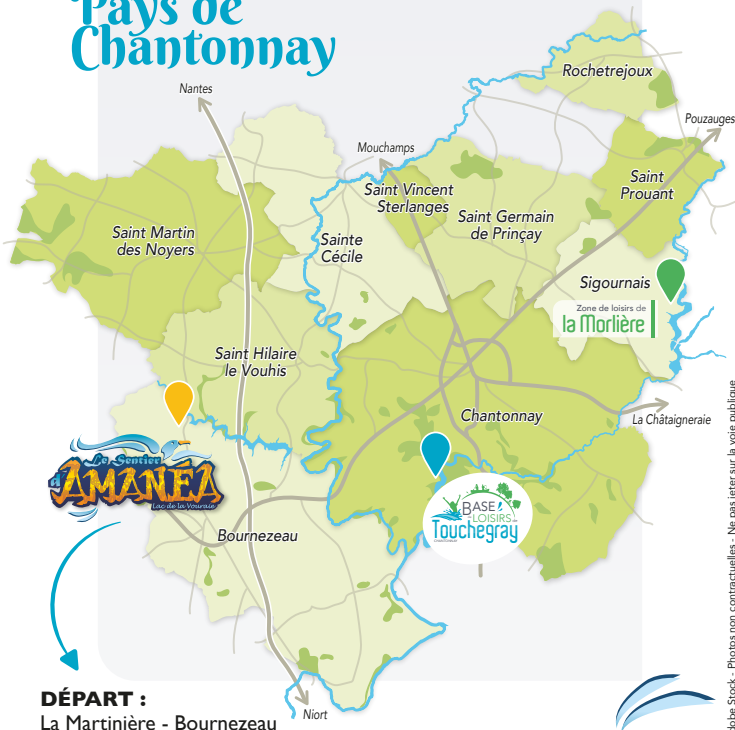 Pays de
Chantonnay
Nantes
Rochetrejoux
Pouzauges
Mouchamps
Saint
Prouant
Saint Vincent
Sterlanges
Saint Germain
de Prinçay
Saint Martin
des Noyers
Sainte
Cécile
Sigournais
Zone de loisirs de
la Morlière
Saint Hilaire
le Vouhis
Chantonnay
La Châtaigneraie
Le Sentier
d'AMANÉA
Lac de la Vouraie
BASE
LOISIRS
Touchegray
Bournezeau
DÉPART :
La Martinière - Bournezeau
Niort
dobe Stock - Photos non contractuelles - Ne pas jeter sur la voie publique